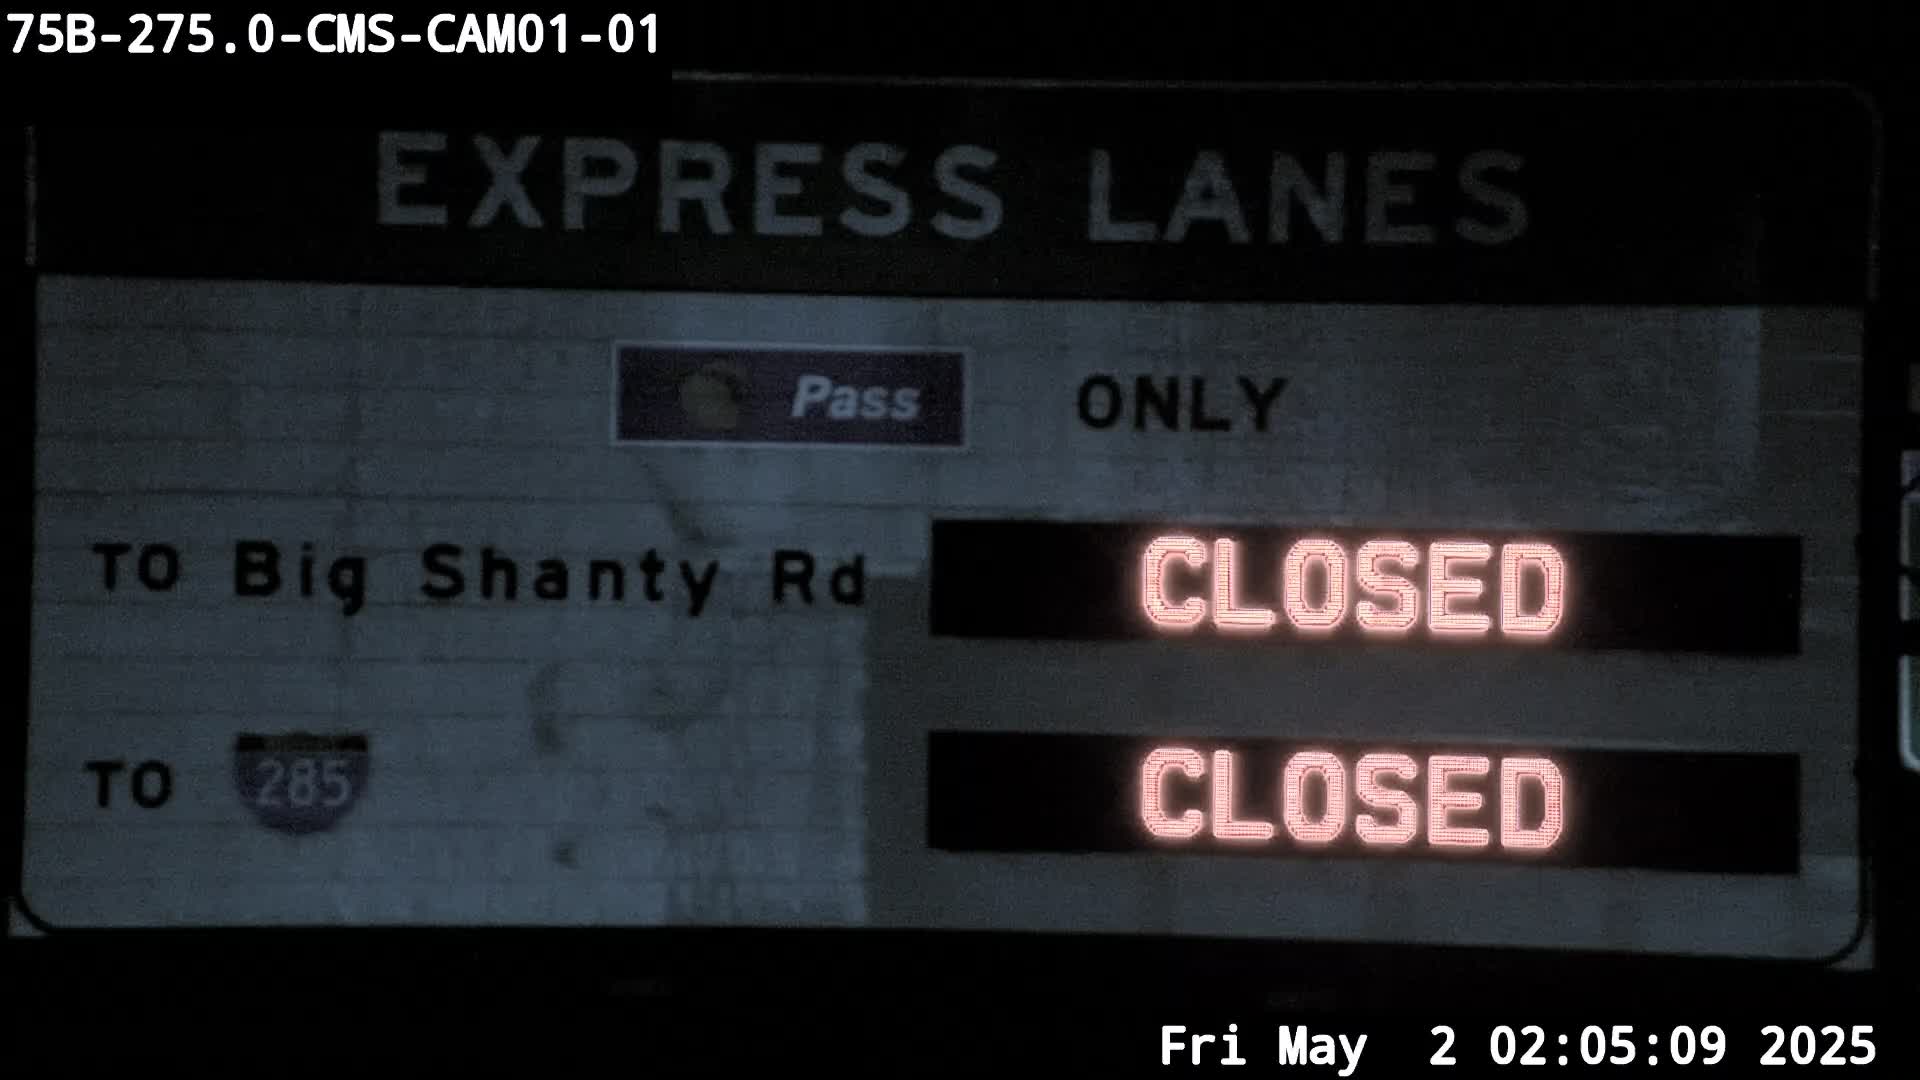 75B-275.0-CMS-CAM01-01
EXPRESS LANES
Pass ONLY
TO Big Shanty Rd CLOSED
TO 285 CLOSED
Fri May 2 02:05:09 2025